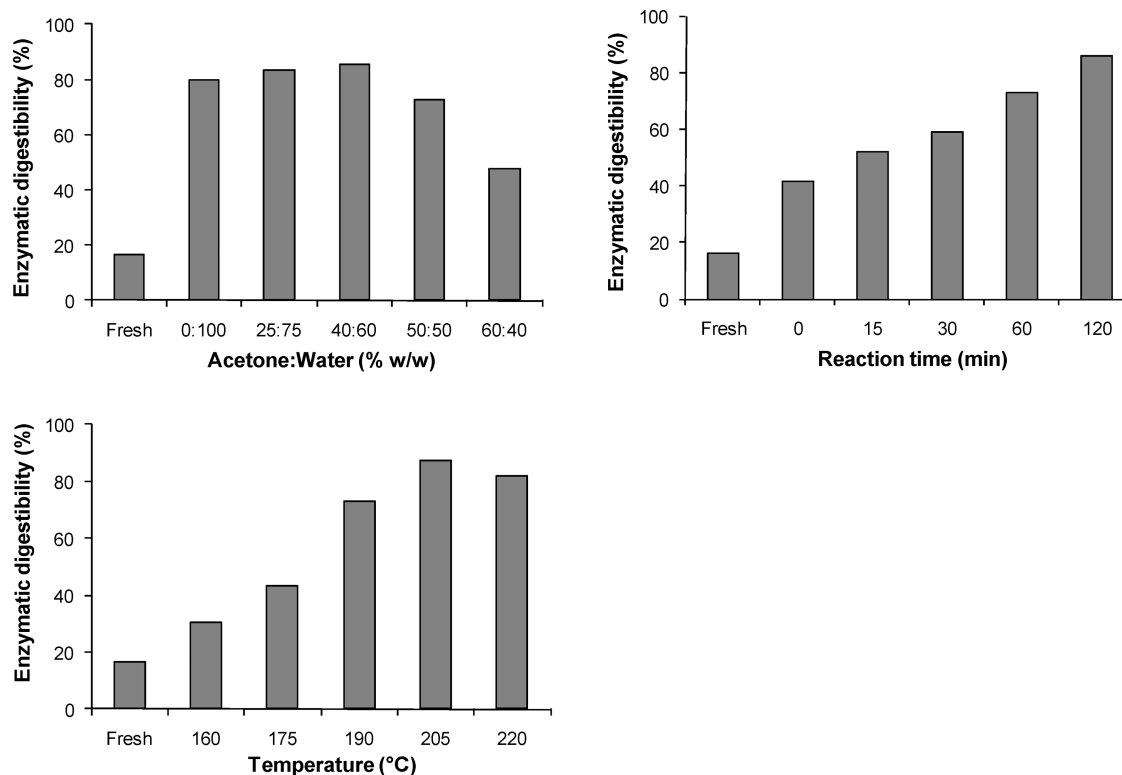 Enzymatic digestibility (%)
100
80
60
40
20
0
Fresh 0:100 25:75 40:60 50:50 60:40
Acetone:Water (% w/w)
Enzymatic digestibility (%)
100
80
60
40
20
0
Fresh 0 15 30 60 120
Reaction time (min)
Enzymatic digestibility (%)
100
80
60
40
20
0
Fresh 160 175 190 205 220
Temperature (°C)